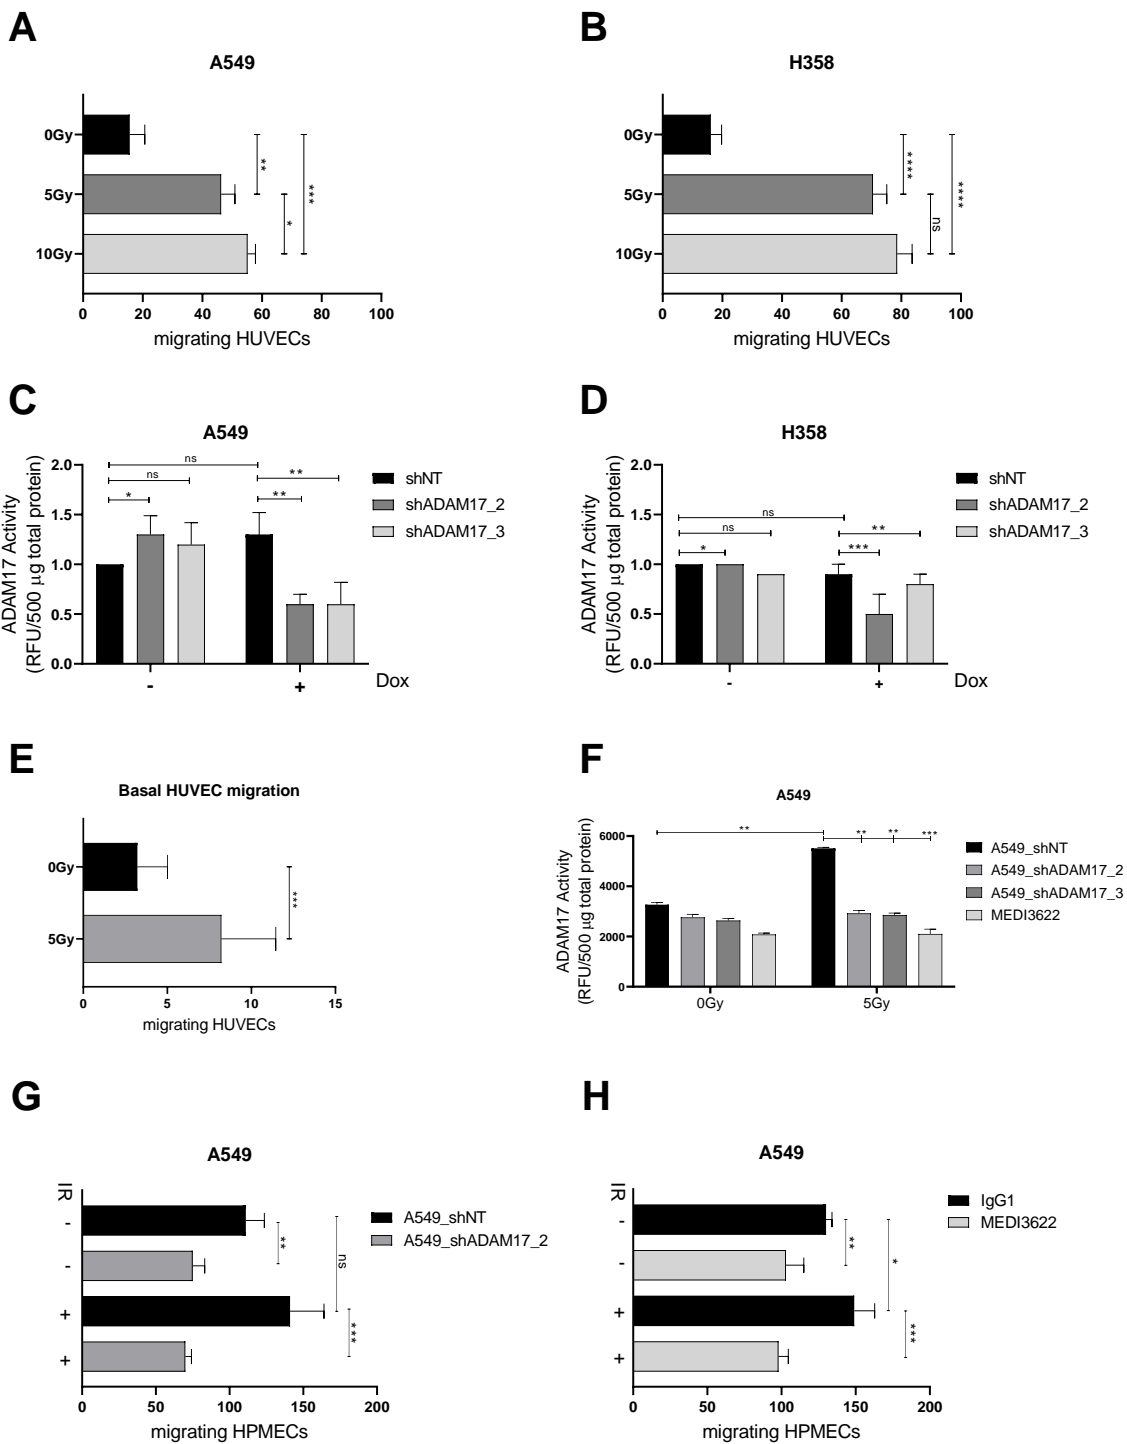 A
B
A549
H358
0Gy
5Gy
10Gy
**
***
*
0 20 40 60 80 100
migrating HUVECs
0Gy
5Gy
10Gy
****
****
ns
0 20 40 60 80 100
migrating HUVECs
C
D
A549
ADAM17 Activity
(RFU/500 µg total protein)
2.0
1.5
1.0
0.5
0.0
ns
ns
*
**
**
- + Dox
shNT
shADAM17_2
shADAM17_3
H358
ADAM17 Activity
(RFU/500 µg total protein)
2.0
1.5
1.0
0.5
0.0
ns
ns
*
**
***
- + Dox
shNT
shADAM17_2
shADAM17_3
E
F
Basal HUVEC migration
0Gy
5Gy
***
0 5 10 15
migrating HUVECs
A549
ADAM17 Activity
(RFU/500 µg total protein)
6000
4000
2000
0
**
** ** ***
0Gy 5Gy
A549_shNT
A549_shADAM17_2
A549_shADAM17_3
MEDI3622
G
H
A549
IR
-
-
+
+
**
ns
***
0 50 100 150 200
migrating HPMECs
A549_shNT
A549_shADAM17_2
A549
IR
-
-
+
+
**
*
***
0 50 100 150 200
migrating HPMECs
IgG1
MEDI3622